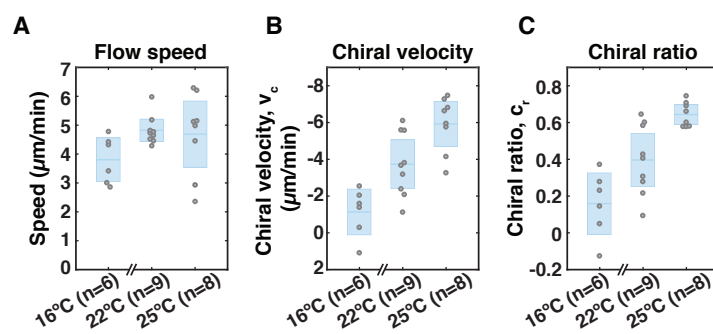 A
Flow speed
Speed (µm/min)
7
6
5
4
3
2
1
0
16°C (n=6)
22°C (n=9)
25°C (n=8)
B
Chiral velocity
Chiral velocity, v_c
(µm/min)
-8
-6
-4
-2
0
2
16°C (n=6)
22°C (n=9)
25°C (n=8)
C
Chiral ratio
Chiral ratio, c_r
0.8
0.6
0.4
0.2
0
-0.2
16°C (n=6)
22°C (n=9)
25°C (n=8)